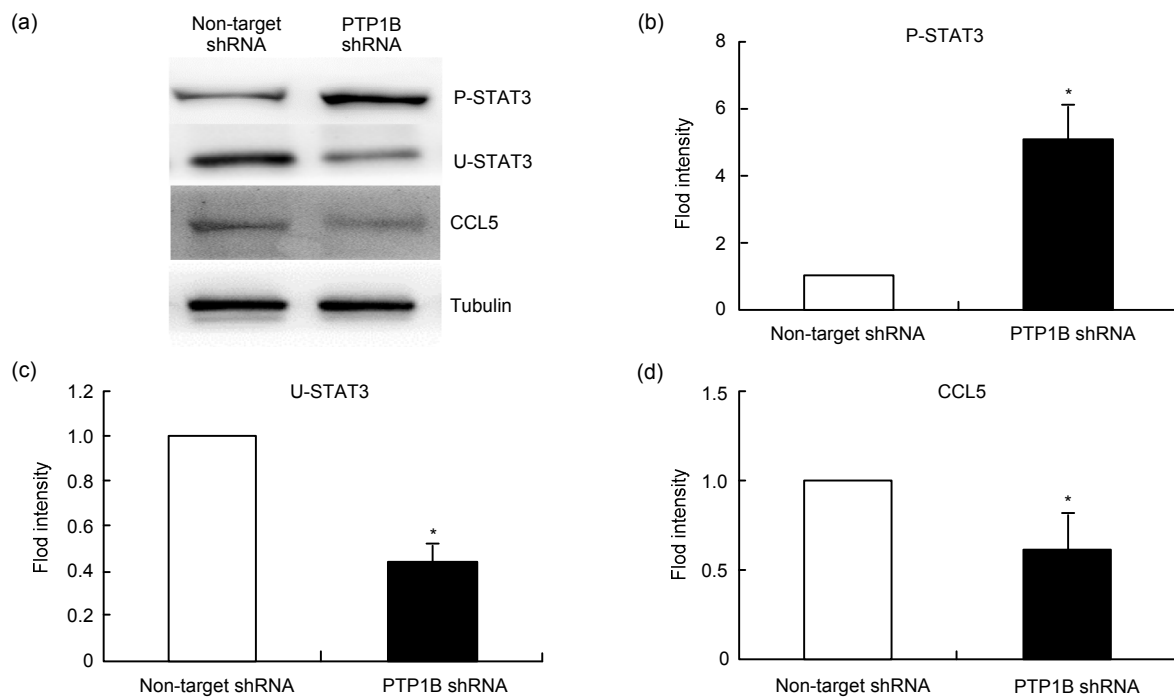 (a)
Non-target
shRNA
PTP1B
shRNA
P-STAT3
U-STAT3
CCL5
Tubulin
(b)
P-STAT3
8
6
4
2
0
Flod intensity
*
Non-target shRNA
PTP1B shRNA
(c)
U-STAT3
1.2
1.0
0.8
0.6
0.4
0.2
0
Flod intensity
*
Non-target shRNA
PTP1B shRNA
(d)
CCL5
1.5
1.0
0.5
0
Flod intensity
*
Non-target shRNA
PTP1B shRNA